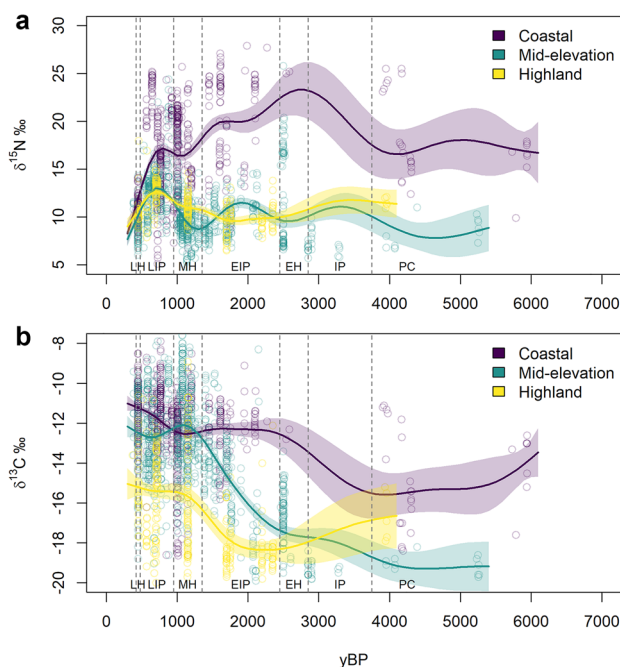 a
30
25
20
15
10
5
δ15N ‰
Coastal
Mid-elevation
Highland
LH LIP MH EIP EH IP PC
0 1000 2000 3000 4000 5000 6000 7000
b
-8
-10
-12
-14
-16
-18
-20
δ13C ‰
Coastal
Mid-elevation
Highland
LH LIP MH EIP EH IP PC
0 1000 2000 3000 4000 5000 6000 7000
yBP